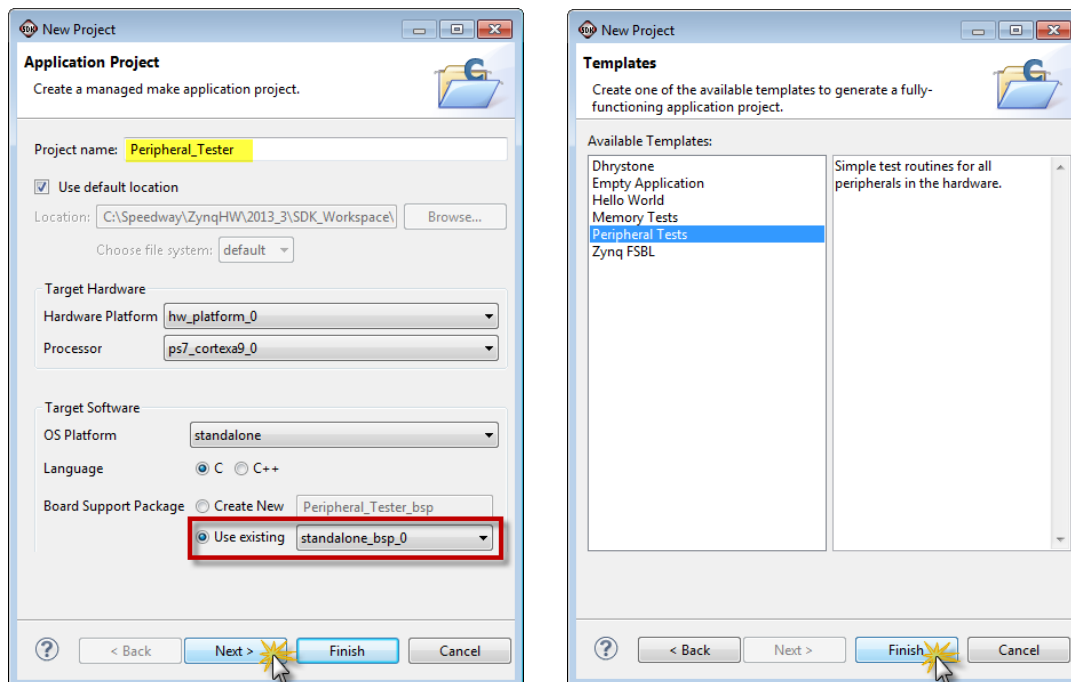 New Project
Application Project
Create a managed make application project.
Project name: Peripheral_Tester
Use default location
Location: C:\Speedway\ZynqHW\2013_3\SDK_Workspace\ Browse...
Choose file system: default
Target Hardware
Hardware Platform hw_platform_0
Processor ps7_cortexa9_0
Target Software
OS Platform standalone
Language C C++
Board Support Package Create New Peripheral_Tester_bsp
Use existing standalone_bsp_0
? < Back Next > Finish Cancel
New Project
Templates
Create one of the available templates to generate a fully-
functioning application project.
Available Templates:
Dhrystone
Empty Application
Hello World
Memory Tests
Peripheral Tests
Zynq FSBL
Simple test routines for all
peripherals in the hardware.
? < Back Next > Finish Cancel